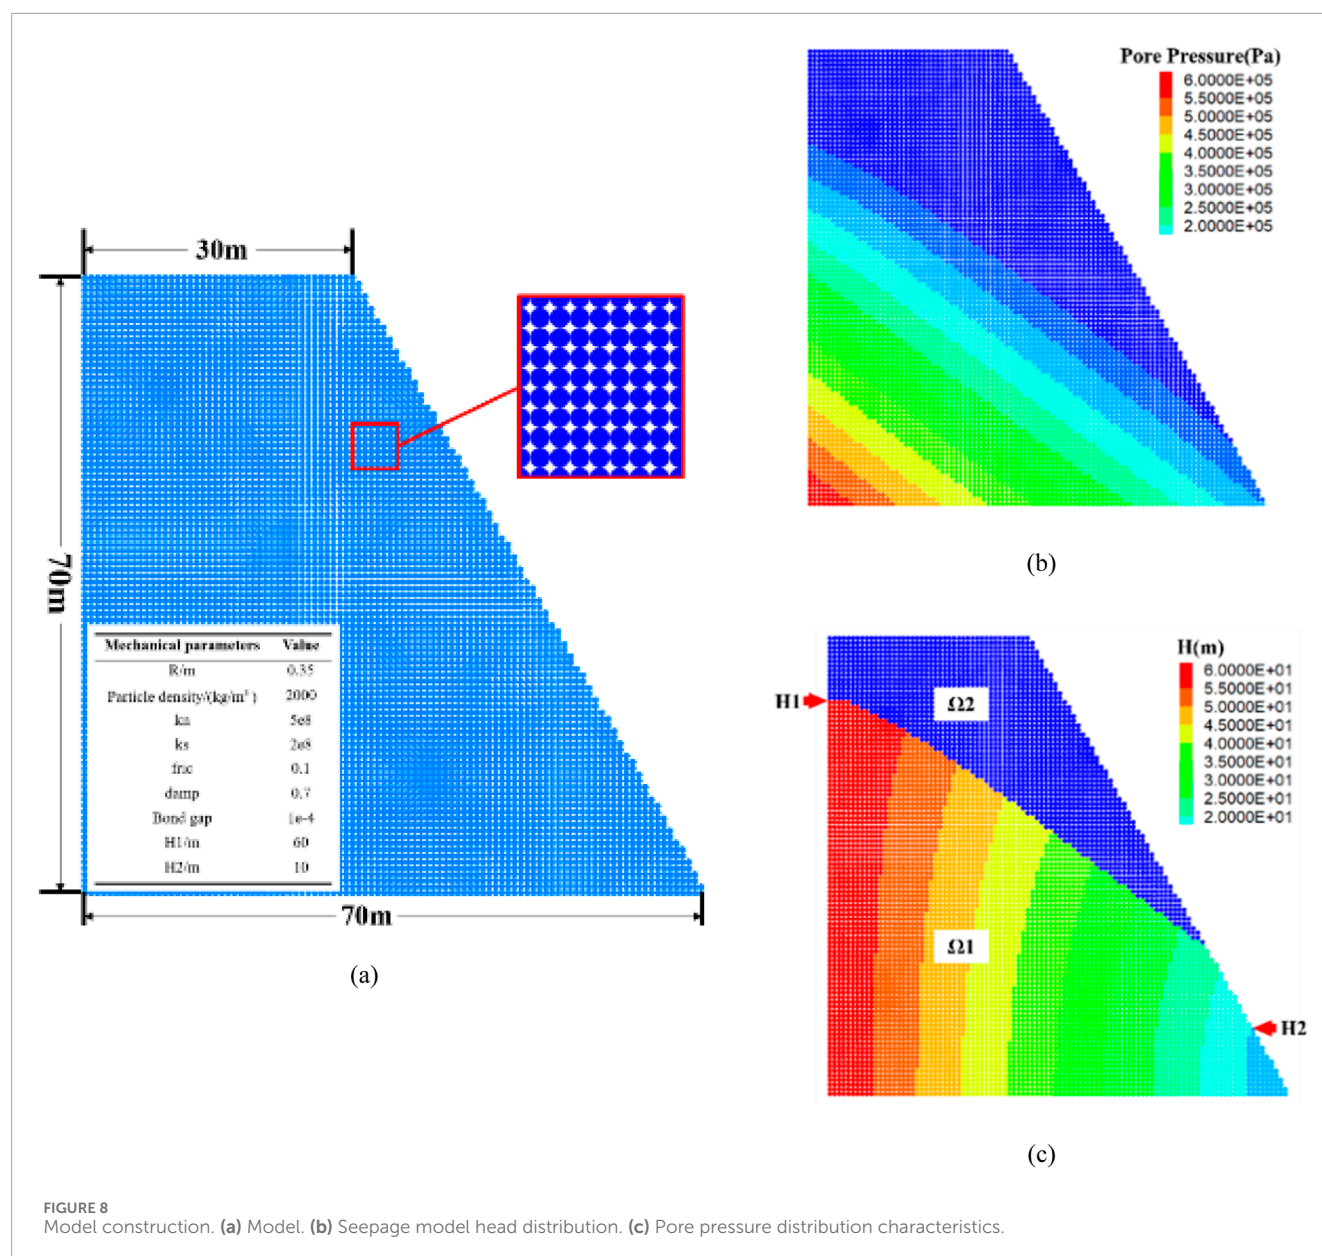 30m
70m
Mechanical parameters Value
R/m 0.35
Particle density/(kg/m³) 2000
kn 5e8
ks 2e8
fric 0.1
damp 0.7
Bond gap 1e-4
H1/m 60
H2/m 10
70m
(a)
Pore Pressure(Pa)
6.0000E+05
5.5000E+05
5.0000E+05
4.5000E+05
4.0000E+05
3.5000E+05
3.0000E+05
2.5000E+05
2.0000E+05
(b)
H(m)
6.0000E+01
5.5000E+01
5.0000E+01
4.5000E+01
4.0000E+01
3.5000E+01
3.0000E+01
2.5000E+01
2.0000E+01
H1
Ω2
Ω1
H2
(c)
FIGURE 8
Model construction. (a) Model. (b) Seepage model head distribution. (c) Pore pressure distribution characteristics.